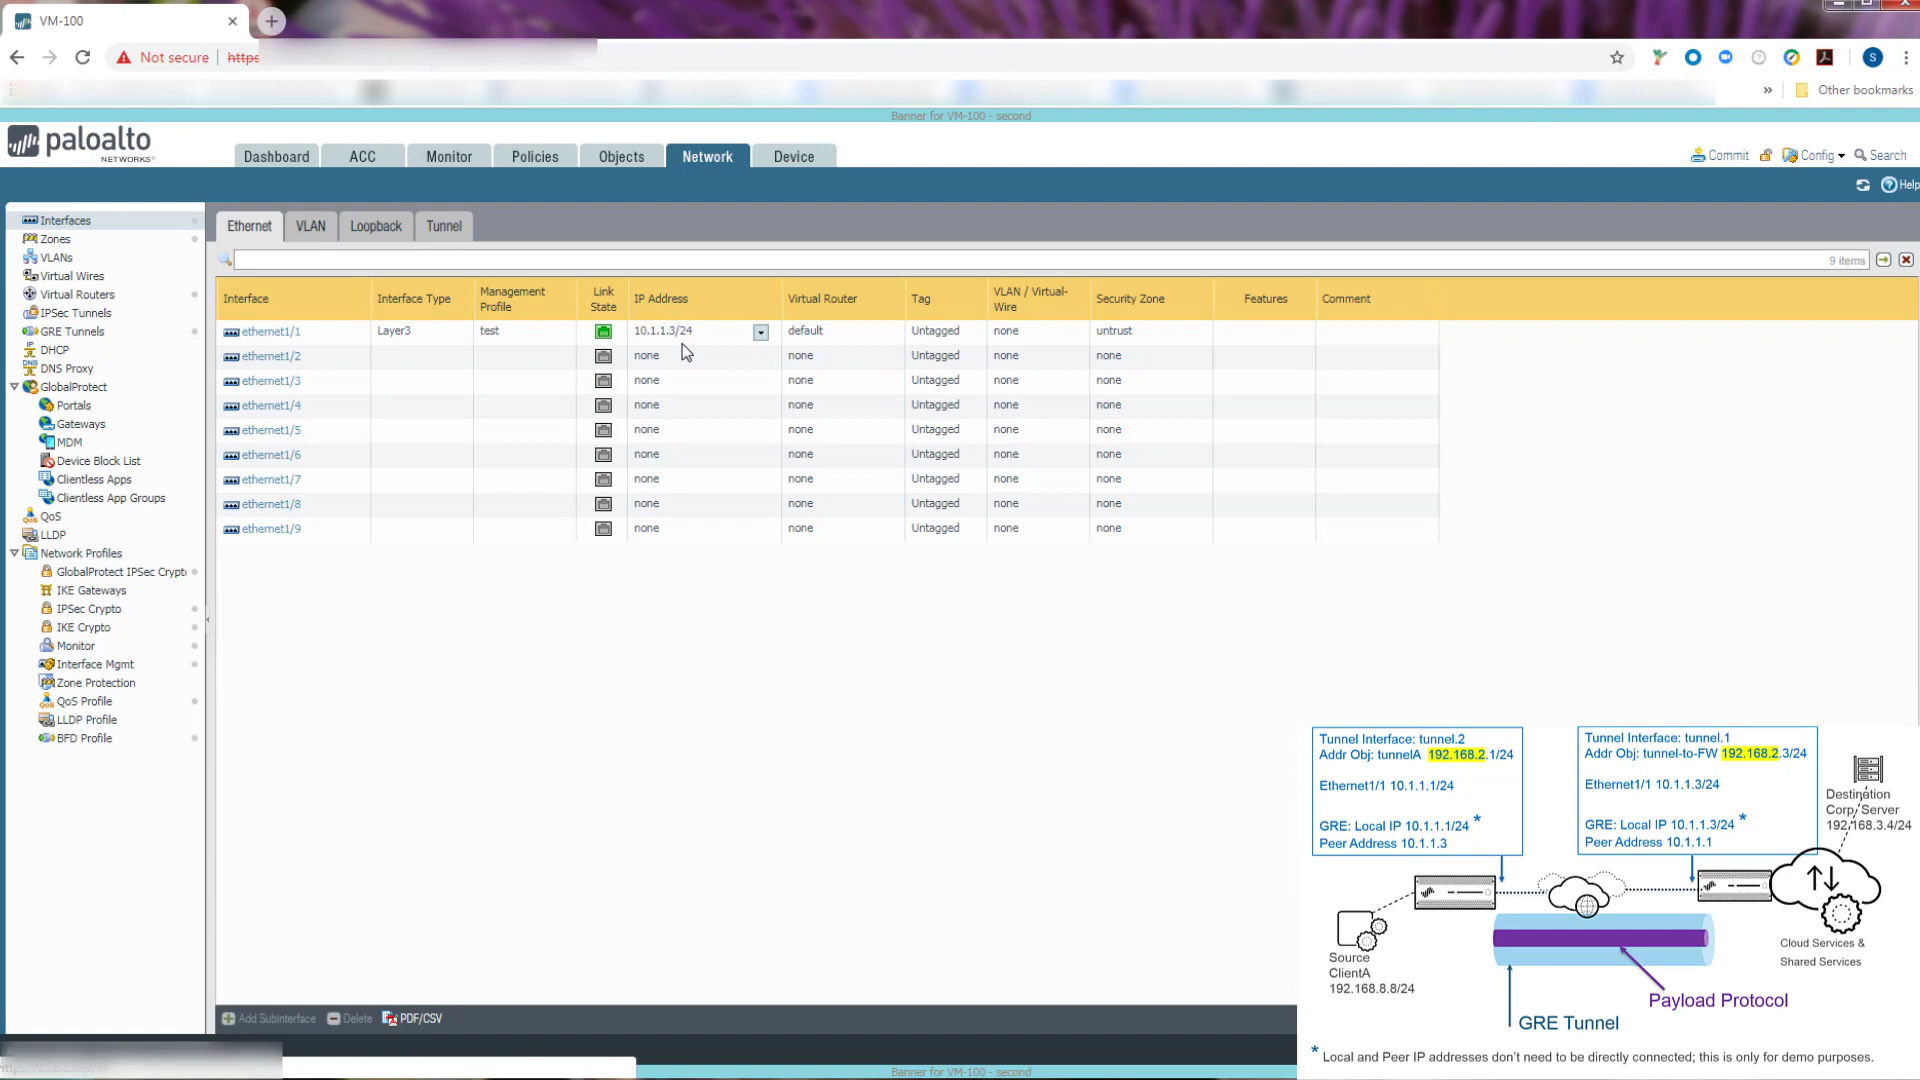 VM-100
Not secure https
Other bookmarks
Banner for VM-100 - second
paloalto
NETWORKS®
Dashboard ACC Monitor Policies Objects Network Device
Commit Config Search
Help
Interfaces
Zones
VLANs
Virtual Wires
Virtual Routers
IPSec Tunnels
GRE Tunnels
DHCP
DNS Proxy
GlobalProtect
Portals
Gateways
MDM
Device Block List
Clientless Apps
Clientless App Groups
QoS
LLDP
Network Profiles
GlobalProtect IPSec Crypt
IKE Gateways
IPSec Crypto
IKE Crypto
Monitor
Interface Mgmt
Zone Protection
QoS Profile
LLDP Profile
BFD Profile
Ethernet VLAN Loopback Tunnel
9 items
Interface Interface Type Management Profile Link State IP Address Virtual Router Tag VLAN / Virtual-Wire Security Zone Features Comment
ethernet1/1 Layer3 test 10.1.1.3/24 default Untagged none untrust
ethernet1/2 none none Untagged none none
ethernet1/3 none none Untagged none none
ethernet1/4 none none Untagged none none
ethernet1/5 none none Untagged none none
ethernet1/6 none none Untagged none none
ethernet1/7 none none Untagged none none
ethernet1/8 none none Untagged none none
ethernet1/9 none none Untagged none none
Add Subinterface Delete PDF/CSV
Tunnel Interface: tunnel.2
Addr Obj: tunnelA 192.168.2.1/24
Ethernet1/1 10.1.1.1/24
GRE: Local IP 10.1.1.1/24 *
Peer Address 10.1.1.3
Tunnel Interface: tunnel.1
Addr Obj: tunnel-to-FW 192.168.2.3/24
Ethernet1/1 10.1.1.3/24
GRE: Local IP 10.1.1.3/24 *
Peer Address 10.1.1.1
Destination
Corp. Server
192.168.3.4/24
Source
ClientA
192.168.8.8/24
Cloud Services &
Shared Services
Payload Protocol
GRE Tunnel
* Local and Peer IP addresses don't need to be directly connected; this is only for demo purposes.
Banner for VM-100 - second